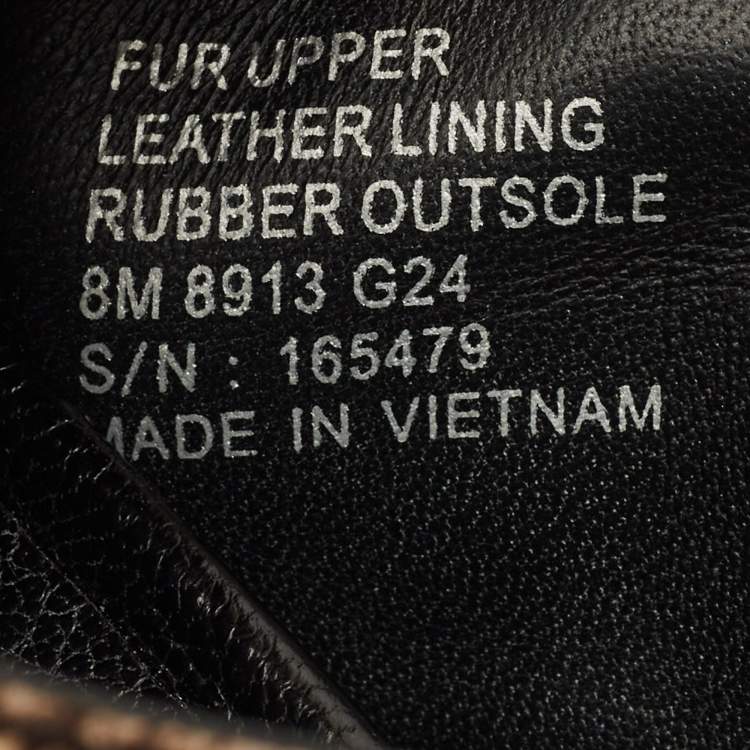 FUR UPPER
LEATHER LINING
RUBBER OUTSOLE
8M 8913 G24
S/N : 165479
MADE IN VIETNAM